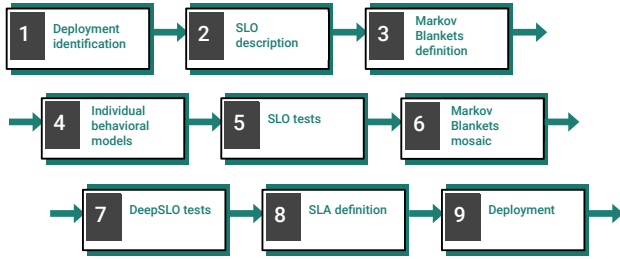 1
Deployment
identification
2
SLO
description
3
Markov
Blankets
definition
4
Individual
behavioral
models
5
SLO tests
6
Markov
Blankets
mosaic
7
DeepSLO tests
8
SLA definition
9
Deployment